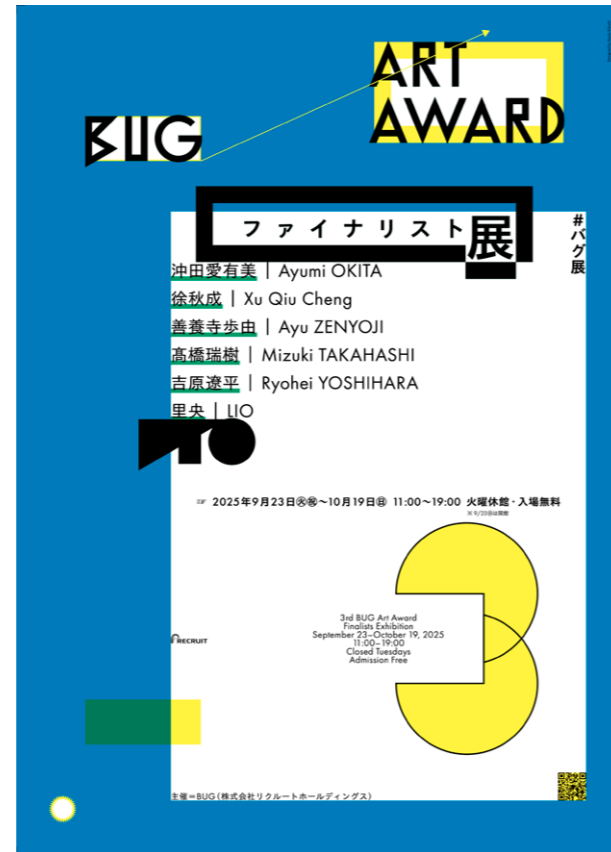 BUG
ART
AWARD
ファイナリスト展
#バグ展
沖田愛有美 | Ayumi OKITA
徐秋成 | Xu Qiu Cheng
善養寺歩由 | Ayu ZENYOJI
髙橋瑞樹 | Mizuki TAKAHASHI
吉原遼平 | Ryohei YOSHIHARA
里央 | LIO
2025年9月23日㊋㊗〜10月19日㊐ 11:00〜19:00 火曜休館・入場無料
3
3rd BUG Art Award
Finalists Exhibition
September 23–October 19, 2025
11:00–19:00
Closed Tuesdays
Admission Free
RECRUIT
主催=BUG(株式会社リクルートホールディングス)